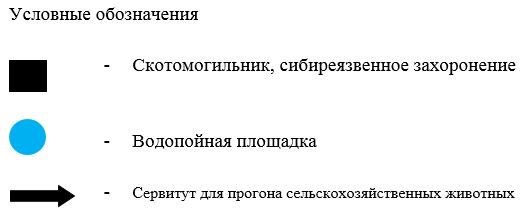 Условные обозначения
- Скотомогильник, сибиреязвенное захоронение
- Водопойная площадка
- Сервитут для прогона сельскохозяйственных животных